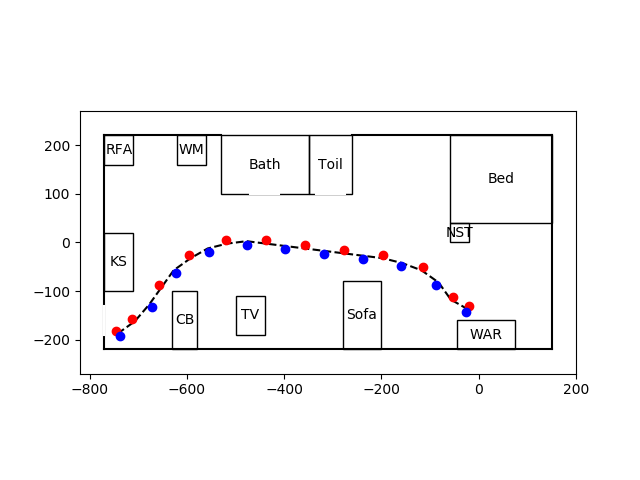 RFA
WM
Bath
Toil
Bed
NST
KS
CB
TV
Sofa
WAR
200
100
0
−100
−200
−800
−600
−400
−200
0
200